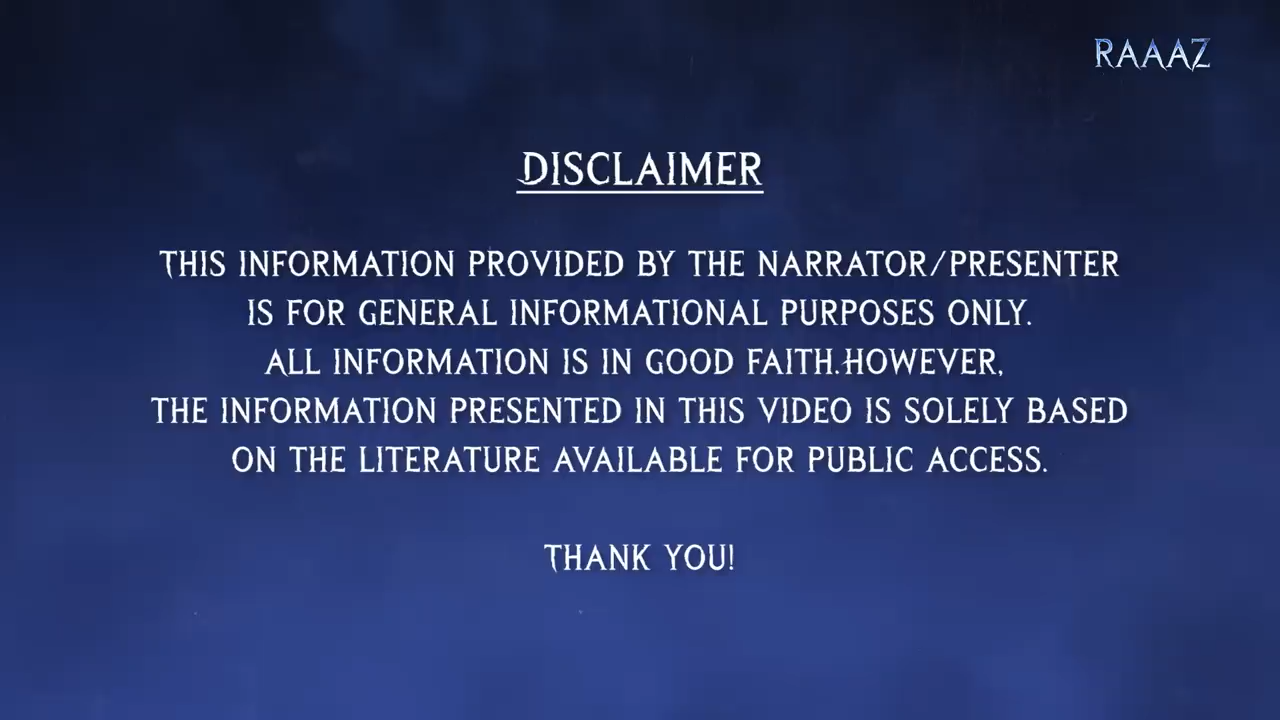 RAAAZ
DISCLAIMER
THIS INFORMATION PROVIDED BY THE NARRATOR/PRESENTER
IS FOR GENERAL INFORMATIONAL PURPOSES ONLY.
ALL INFORMATION IS IN GOOD FAITH.HOWEVER,
THE INFORMATION PRESENTED IN THIS VIDEO IS SOLELY BASED
ON THE LITERATURE AVAILABLE FOR PUBLIC ACCESS.
THANK YOU!